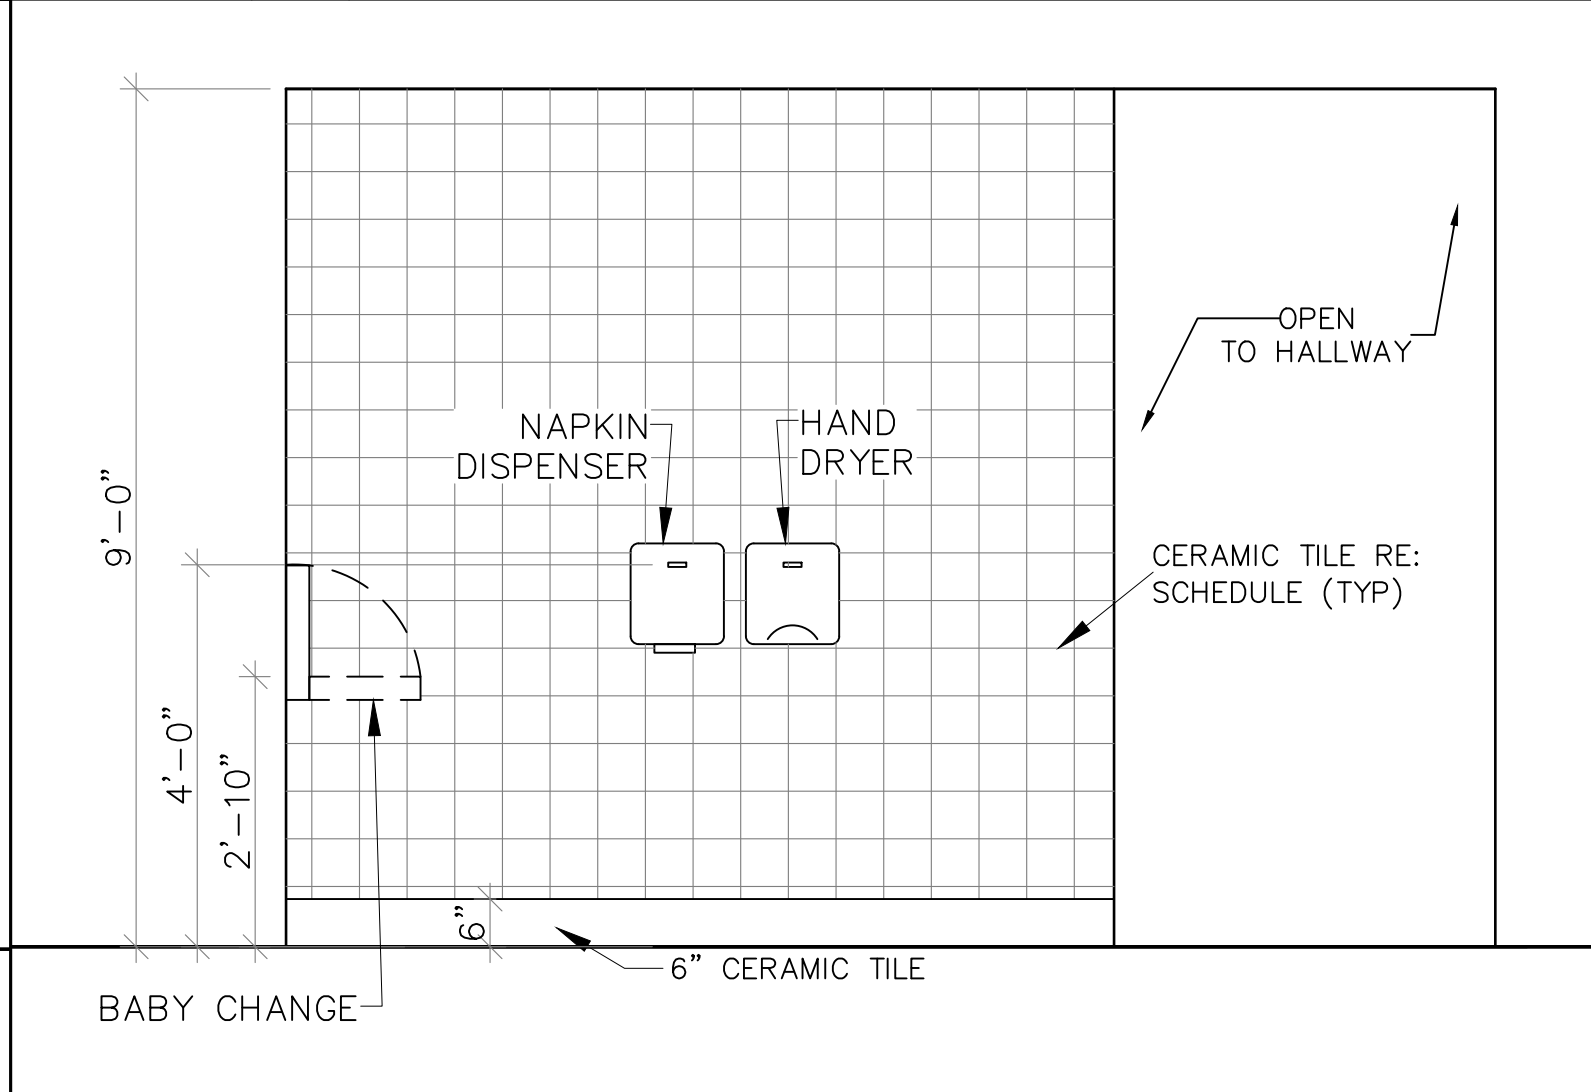 OPEN
TO HALLWAY
NAPKIN
DISPENSER
HAND
DRYER
9'-0"
CERAMIC TILE RE:
SCHEDULE (TYP)
4'-0"
2'-10"
6"
6" CERAMIC TILE
BABY CHANGE